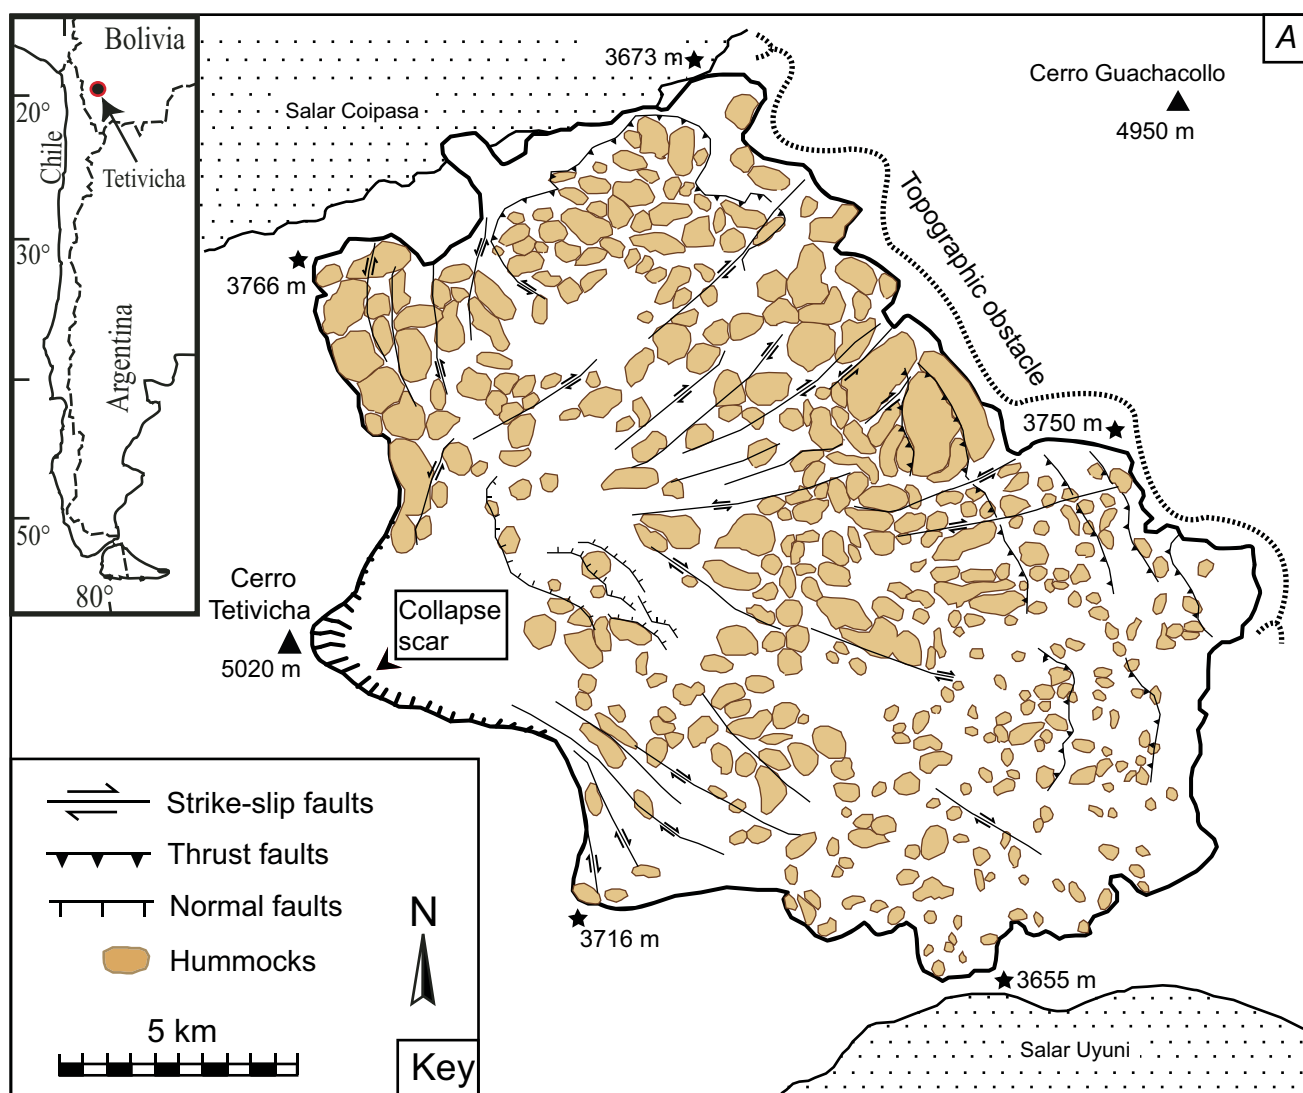 A
Bolivia
20°
Chile
Tetivicha
30°
Argentina
50°
80°
3673 m
Salar Coipasa
Cerro Guachacollo
4950 m
3766 m
Topographic obstacle
3750 m
Cerro
Tetivicha
5020 m
Collapse
scar
3716 m
3655 m
Salar Uyuni
Strike-slip faults
Thrust faults
Normal faults
Hummocks
N
5 km
Key